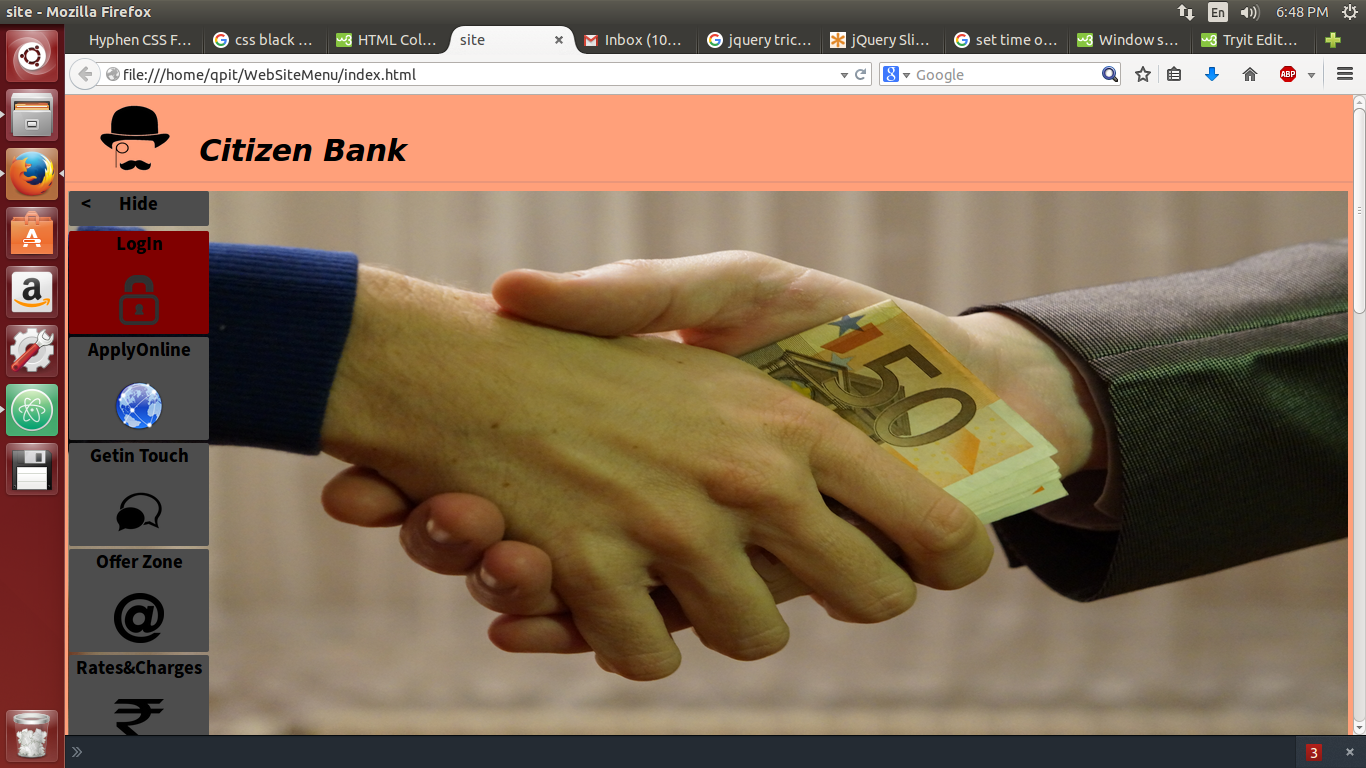 site - Mozilla Firefox
En
6:48 PM
Hyphen CSS F...
css black ...
HTML Col...
site
Inbox (10...
jquery tric...
jQuery Sli...
set time o...
Window s...
Tryit Edit...
file:///home/qpit/WebSiteMenu/index.html
Google
ABP
Citizen Bank
< Hide
LogIn
ApplyOnline
Getin Touch
Offer Zone
@
Rates&Charges
₹
50
3